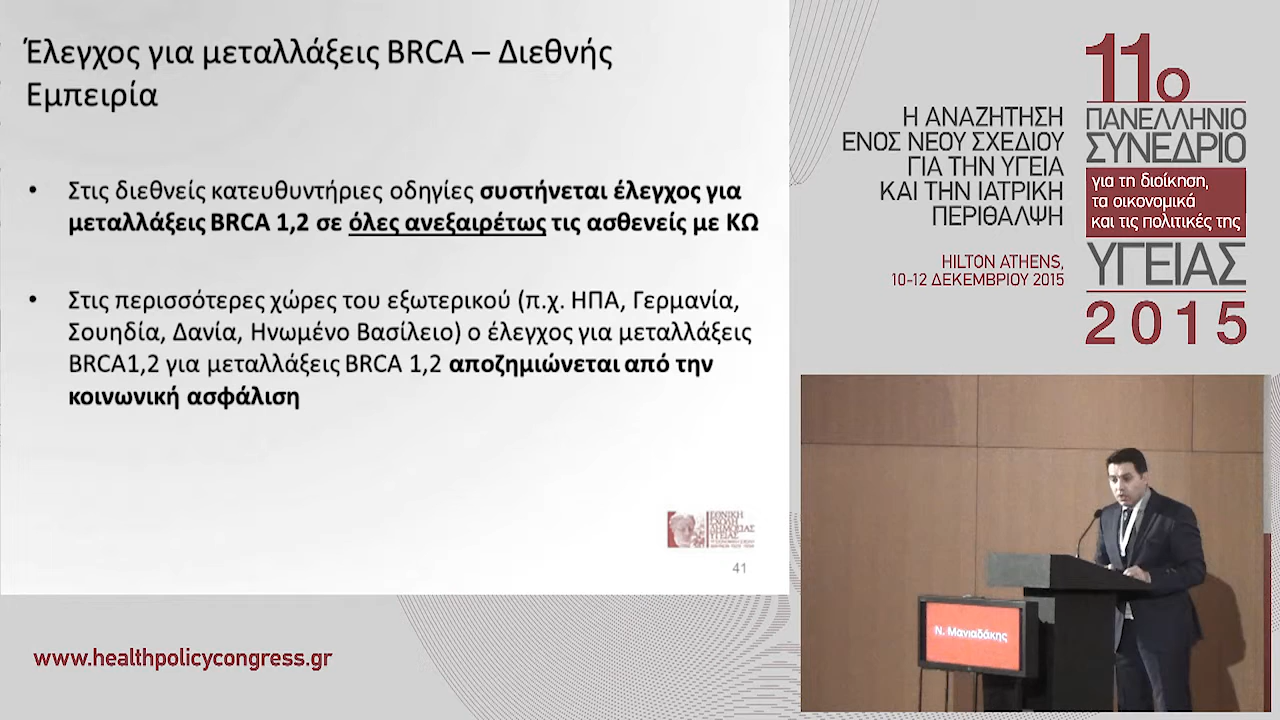 Έλεγχος για μεταλλάξεις BRCA – Διεθνής
Εμπειρία
• Στις διεθνείς κατευθυντήριες οδηγίες συστήνεται έλεγχος για
μεταλλάξεις BRCA 1,2 σε όλες ανεξαιρέτως τις ασθενείς με ΚΩ
• Στις περισσότερες χώρες του εξωτερικού (π.χ. ΗΠΑ, Γερμανία,
Σουηδία, Δανία, Ηνωμένο Βασίλειο) ο έλεγχος για μεταλλάξεις
BRCA1,2 για μεταλλάξεις BRCA 1,2 αποζημιώνεται από την
κοινωνική ασφάλιση
ΕΘΝΙΚΗ
ΣΧΟΛΗ
ΔΗΜΟΣΙΑΣ
ΥΓΕΙΑΣ
41
www.healthpolicycongress.gr
Η ΑΝΑΖΗΤΗΣΗ
ΕΝΟΣ ΝΕΟΥ ΣΧΕΔΙΟΥ
ΓΙΑ ΤΗΝ ΥΓΕΙΑ
ΚΑΙ ΤΗΝ ΙΑΤΡΙΚΗ
ΠΕΡΙΘΑΛΨΗ
HILTON ATHENS,
10-12 ΔΕΚΕΜΒΡΙΟΥ 2015
11ο
ΠΑΝΕΛΛΗΝΙΟ
ΣΥΝΕΔΡΙΟ
για τη διοίκηση,
τα οικονομικά
και τις πολιτικές της
ΥΓΕΙΑΣ
2015
Ν. Μανιαδάκης